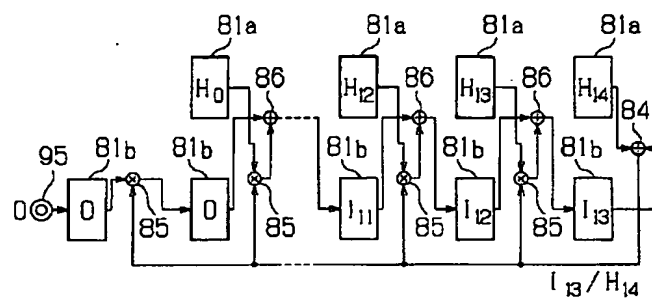 81a 81a 81a 81a
86 86 86 84
H0 H12 H13 H14
95 81b 81b 81b 81b 81b
0 0 0 I11 I12 I13
85 85 85 85
I13/H14